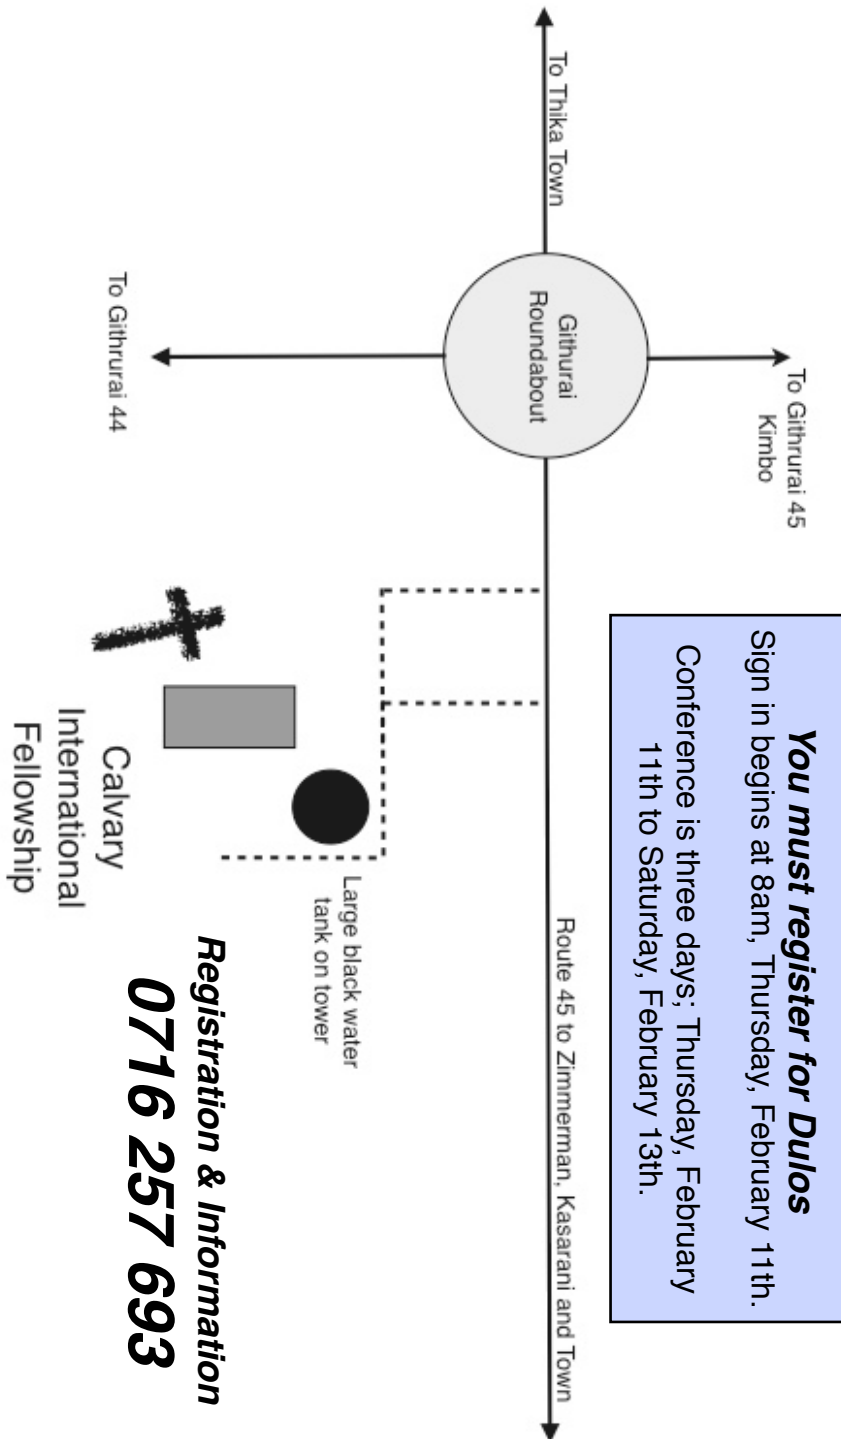 You must register for Dulos
Sign in begins at 8am, Thursday, February 11th.
Conference is three days; Thursday, February
11th to Saturday, February 13th.
To Githrurai 45
Kimbo
To Thika Town
Githurai
Roundabout
Route 45 to Zimmerman, Kasarani and Town
To Githrurai 44
Large black water
tank on tower
Calvary
International
Fellowship
Registration & Information
0716 257 693